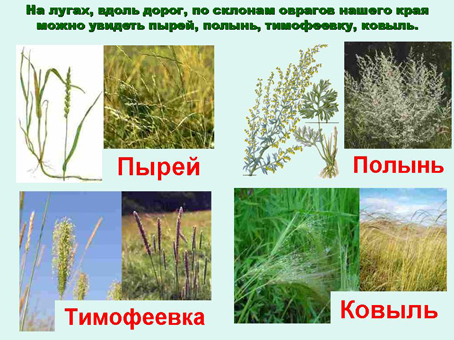 На лугах, вдоль дорог, по склонам оврагов нашего края
можно увидеть пырей, полынь, тимофеевку, ковыль.
Пырей
Полынь
Тимофеевка
Ковыль